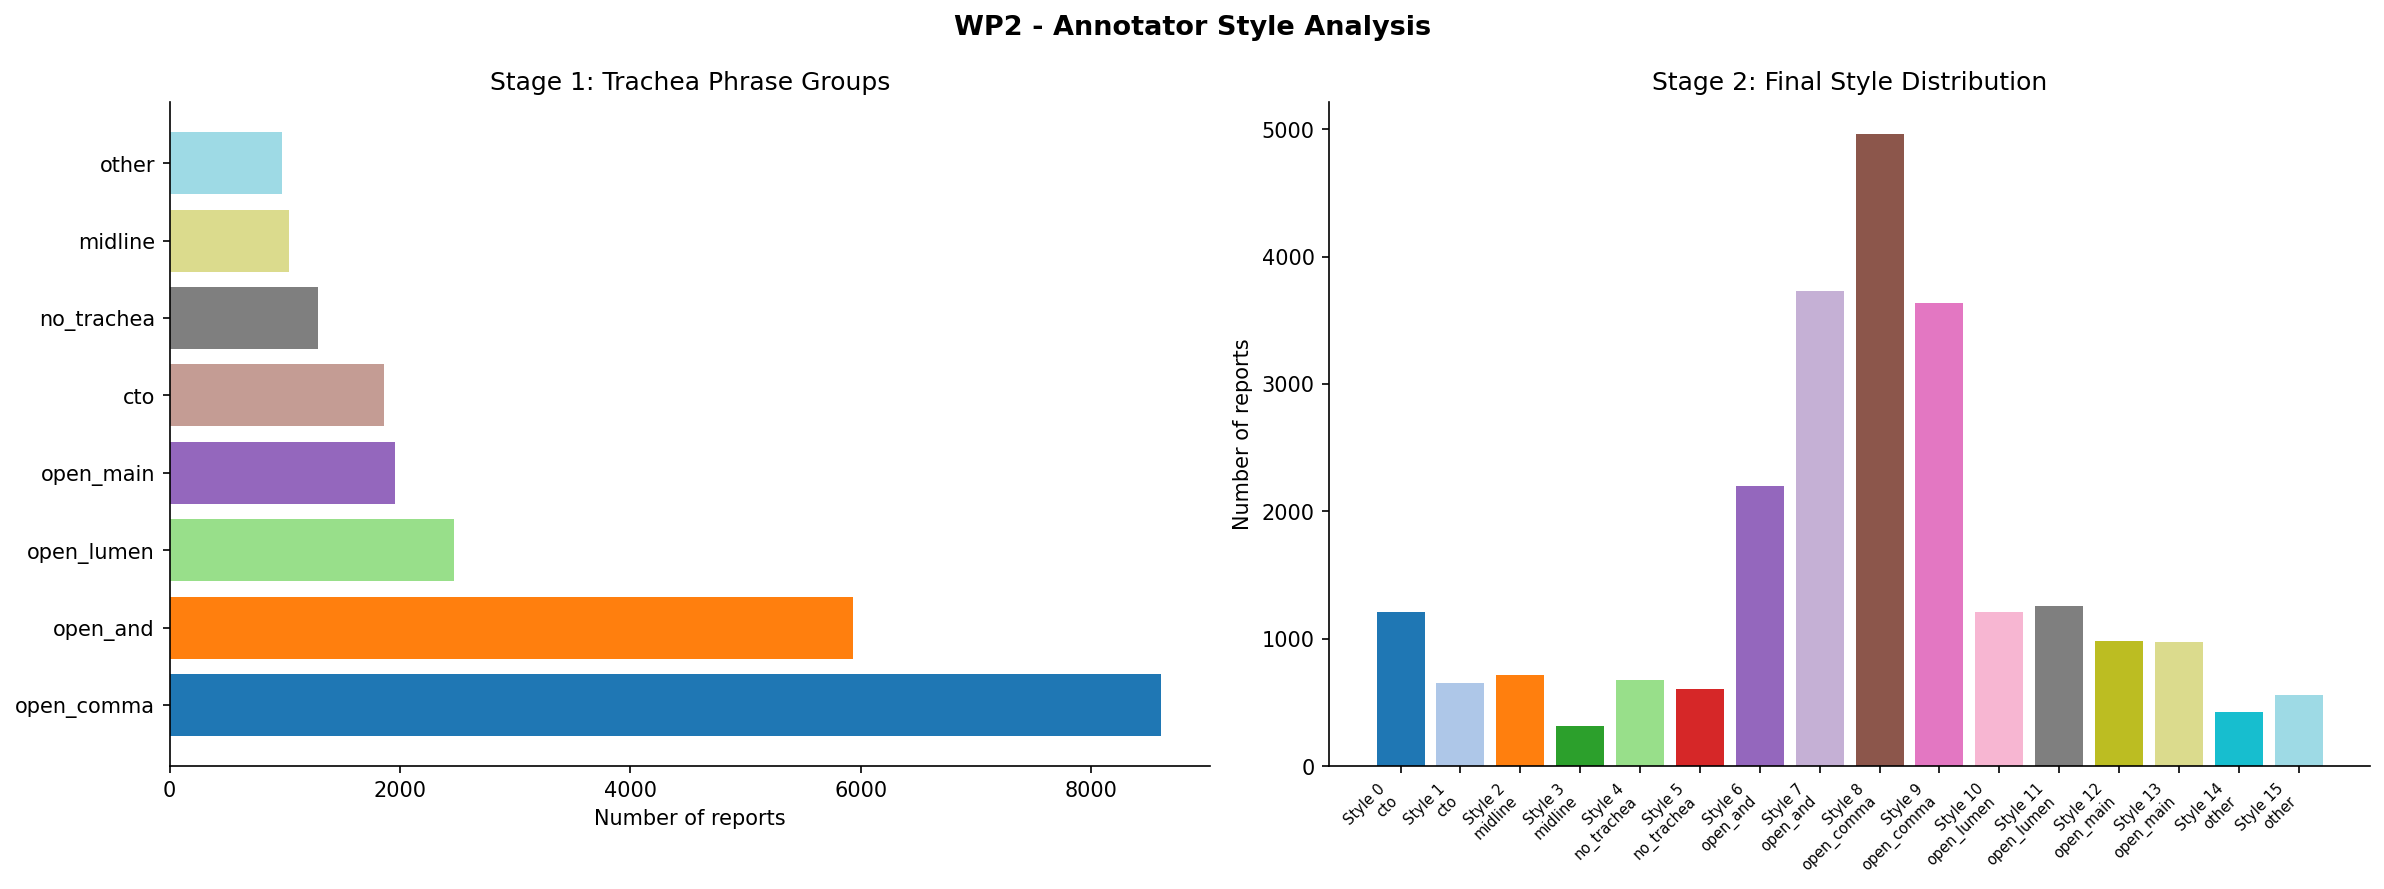 WP2 - Annotator Style Analysis
Stage 1: Trachea Phrase Groups
other
midline
no_trachea
cto
open_main
open_lumen
open_and
open_comma
0
2000
4000
6000
8000
Number of reports
Stage 2: Final Style Distribution
Number of reports
5000
4000
3000
2000
1000
0
Style 0
cto
Style 1
cto
Style 2
midline
Style 3
midline
Style 4
no_trachea
Style 5
no_trachea
Style 6
open_and
Style 7
open_and
Style 8
open_comma
Style 9
open_comma
Style 10
open_lumen
Style 11
open_lumen
Style 12
open_main
Style 13
open_main
Style 14
other
Style 15
other